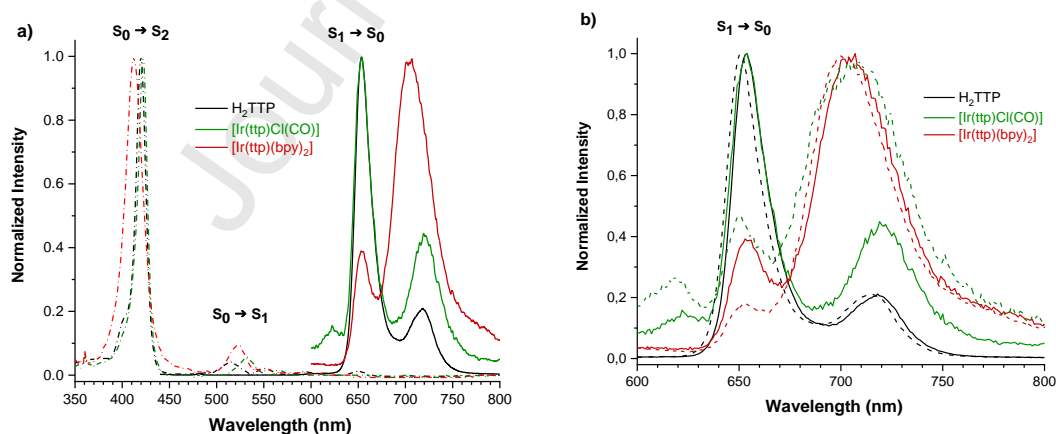 a)
S₀ → S₂
S₁ → S₀
H₂TTP
[Ir(ttp)Cl(CO)]
[Ir(ttp)(bpy)₂]
S₀ → S₁
Normalized Intensity
1.0
0.8
0.6
0.4
0.2
0.0
350 400 450 500 550 600 650 700 750 800
Wavelength (nm)
Jour
b)
S₁ → S₀
H₂TTP
[Ir(ttp)Cl(CO)]
[Ir(ttp)(bpy)₂]
Normalized Intensity
1,0
0,8
0,6
0,4
0,2
0,0
600 650 700 750 800
Wavelength (nm)